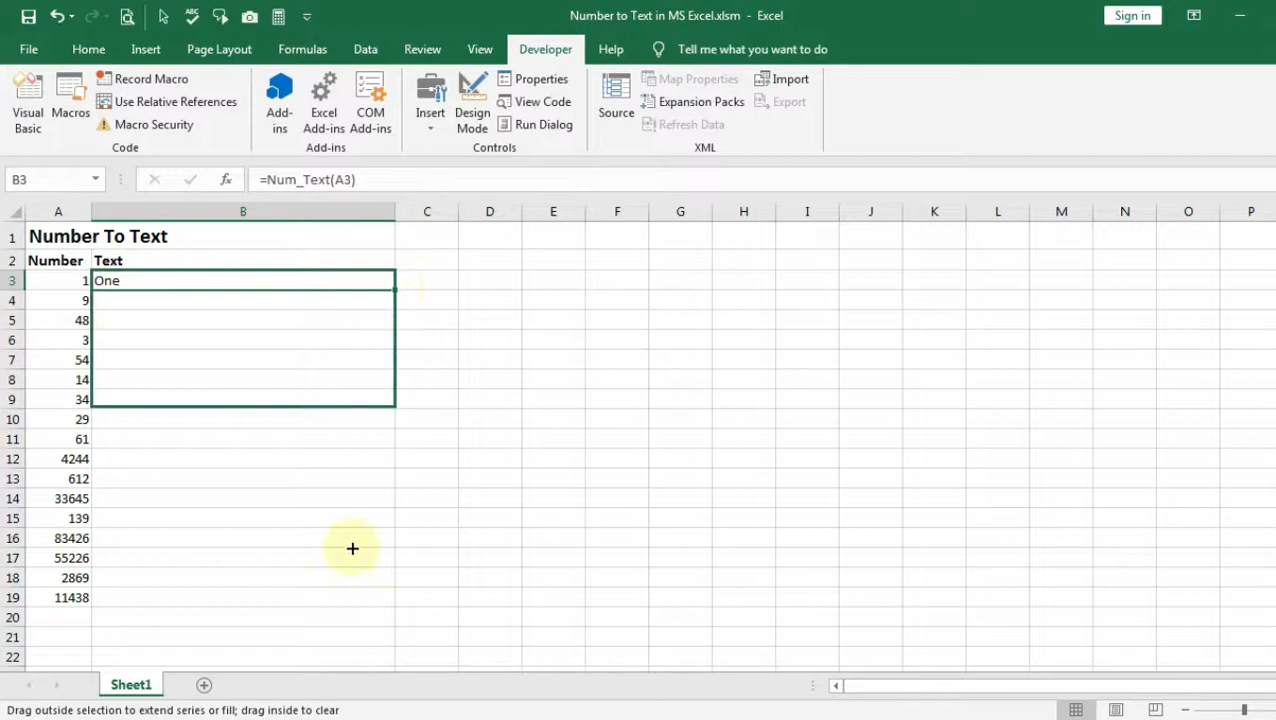 Number to Text in MS Excel.xlsm - Excel
Sign in
File Home Insert Page Layout Formulas Data Review View Developer Help Tell me what you want to do
Visual Basic
Macros
Record Macro
Use Relative References
Macro Security
Code
Add-ins
Excel Add-ins
COM Add-ins
Add-ins
Insert
Design Mode
Properties
View Code
Run Dialog
Controls
Source
Map Properties
Expansion Packs
Refresh Data
Import
Export
XML
B3 fx =Num_Text(A3)
A B C D E F G H I J K L M N O P
1 Number To Text
2 Number Text
3 1 One
4 9
5 48
6 3
7 54
8 14
9 34
10 29
11 61
12 4244
13 612
14 33645
15 139
16 83426
17 55226
18 2869
19 11438
20
21
22
Sheet1
Drag outside selection to extend series or fill; drag inside to clear